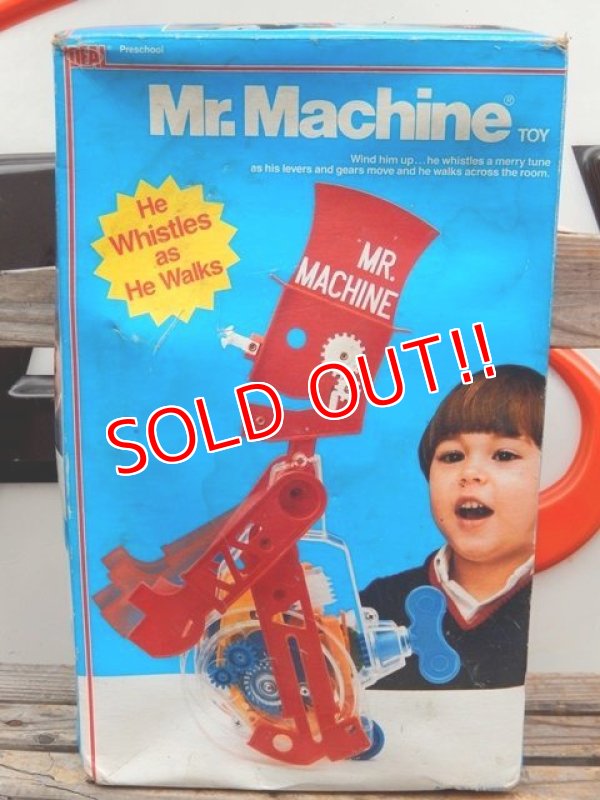 IDEAL® Preschool
Mr. Machine® TOY
Wind him up...he whistles a merry tune
as his levers and gears move and he walks across the room.
He
Whistles
as
He Walks
MR.
MACHINE
SOLD OUT!!